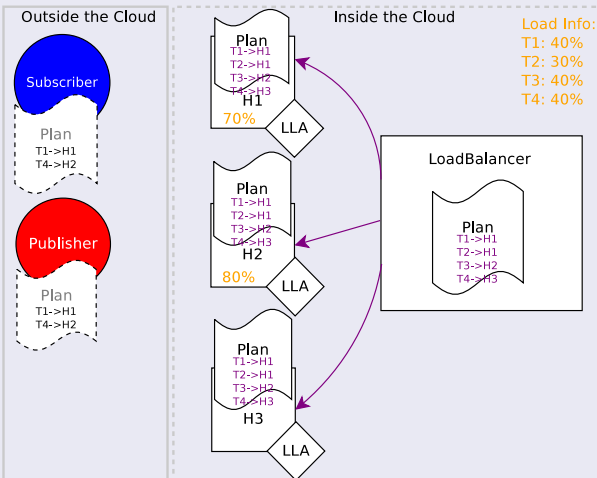 Outside the Cloud
Subscriber
Plan
T1->H1
T4->H2
Publisher
Plan
T1->H1
T4->H2
Inside the Cloud
Plan
T1->H1
T2->H1
T3->H2
T4->H3
H1
70%
LLA
Plan
T1->H1
T2->H1
T3->H2
T4->H3
H2
80%
LLA
Plan
T1->H1
T2->H1
T3->H2
T4->H3
H3
LLA
Load Info:
T1: 40%
T2: 30%
T3: 40%
T4: 40%
LoadBalancer
Plan
T1->H1
T2->H1
T3->H2
T4->H3